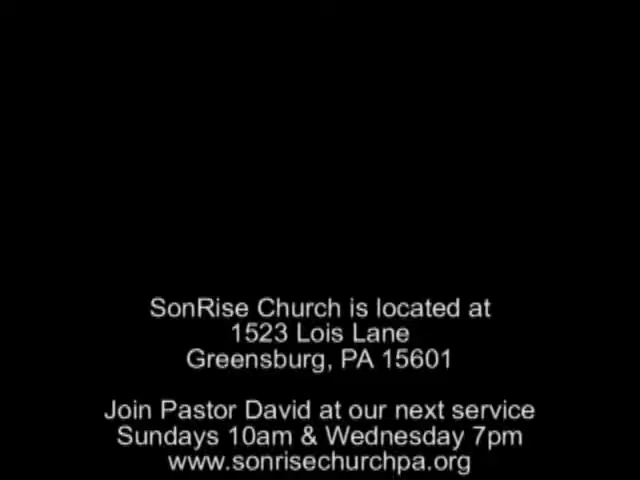 SonRise Church is located at
1523 Lois Lane
Greensburg, PA 15601
Join Pastor David at our next service
Sundays 10am & Wednesday 7pm
www.sonrisechurchpa.org